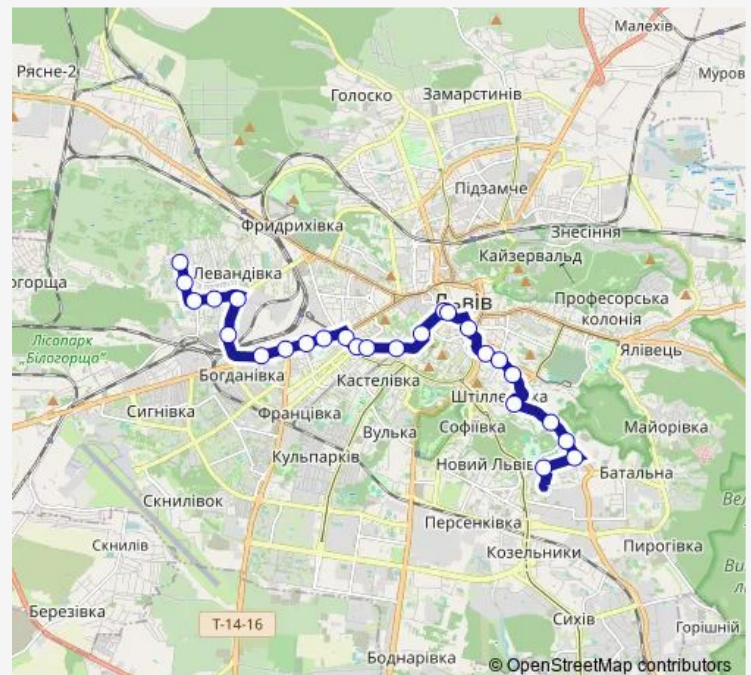 Малехів
Рясне-2
Муров
Голоско
Замарстинів
Підзамче
Знесіння
Фридрихівка
Кайзервальд
Левандівка
огорща
Львів
Професорська
колонія
Лісопарк
"Білогорща"
Ялівець
Богданівка
Кастелівка
Сигнівка
Францівка
Вулька
Софіївка
Майорівка
Кульпарків
Новий Львів
Батальна
Скнилівок
Персенківка
Скнилів
Козельники
Пирогівка
Березівка
Т-14-16
Сихів
Горішній
Боднарівка
© OpenStreetMap contributors